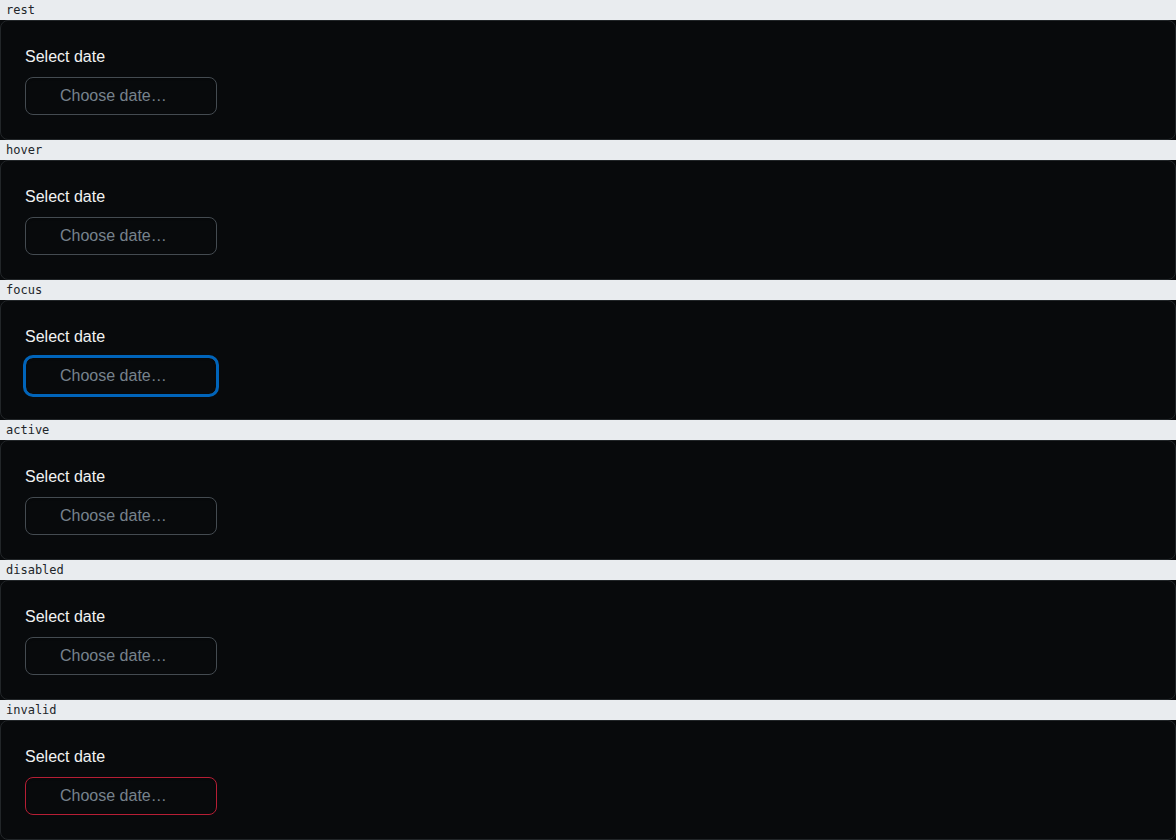 rest
Select date
Choose date…
hover
Select date
Choose date…
focus
Select date
Choose date…
active
Select date
Choose date…
disabled
Select date
Choose date…
invalid
Select date
Choose date…